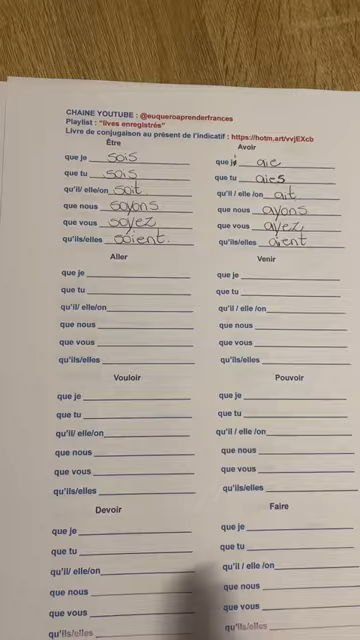 CHAINE YOUTUBE : @euqueroaprenderfrances
Playlist : "lives enregistrés"
Livre de conjugaison au présent de l'indicatif : https://hotm.art/vvjEXcb
Être
que je sois
que tu sois
qu'il/ elle/on soit
que nous soyons
que vous soyez
qu'ils/elles soient.
Avoir
que j' aie
que tu aies
qu'il / elle /on ait
que nous ayons
que vous ayez,
qu'ils/elles aient
Aller
que je
que tu
qu'il/ elle/on
que nous
que vous
qu'ils/elles
Venir
que je
que tu
qu'il / elle /on
que nous
que vous
qu'ils/elles
Vouloir
que je
que tu
qu'il/ elle/on
que nous
que vous
qu'ils/elles
Pouvoir
que je
que tu
qu'il / elle /on
que nous
que vous
qu'ils/elles
Devoir
que je
que tu
qu'il/ elle/on
que nous
que vous
qu'ils/elles
Faire
que je
que tu
qu'il / elle /on
que nous
que vous
qu'ils/elles